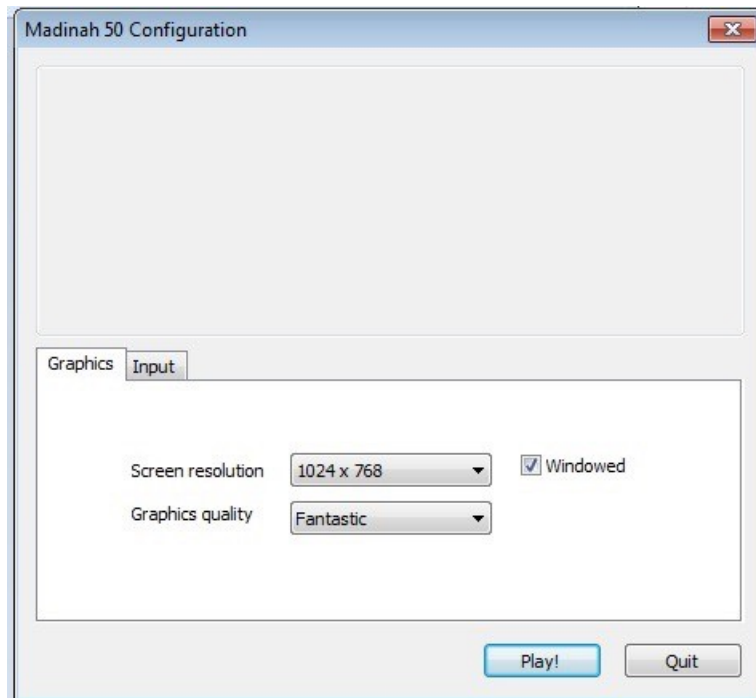 Madinah 50 Configuration
Graphics
Input
Screen resolution
1024 x 768
Windowed
Graphics quality
Fantastic
Play!
Quit